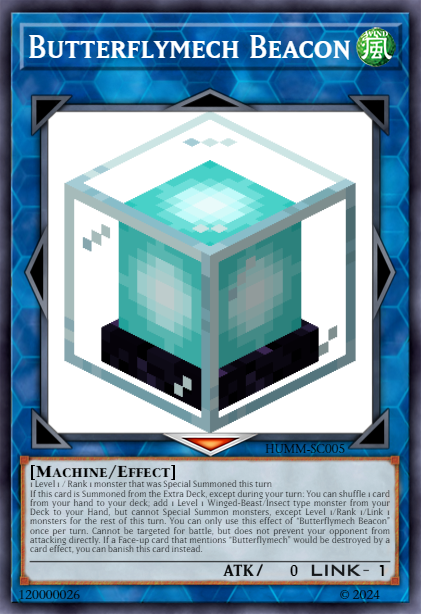 Butterflymech Beacon
WIND
風
HUMM-SC005
[Machine/Effect]
1 Level 1 / Rank 1 monster that was Special Summoned this turn
If this card is Summoned from the Extra Deck, except during your turn: You can shuffle 1 card
from your hand to your deck; add 1 Level 1 Winged-Beast/Insect type monster from your
Deck to your Hand, but cannot Special Summon monsters, except Level 1/Rank 1/Link 1
monsters for the rest of this turn. You can only use this effect of "Butterflymech Beacon"
once per turn. Cannot be targeted for battle, but does not prevent your opponent from
attacking directly. If a Face-up card that mentions "Butterflymech" would be destroyed by a
card effect, you can banish this card instead.
ATK/ 0 LINK-1
120000026 © 2024